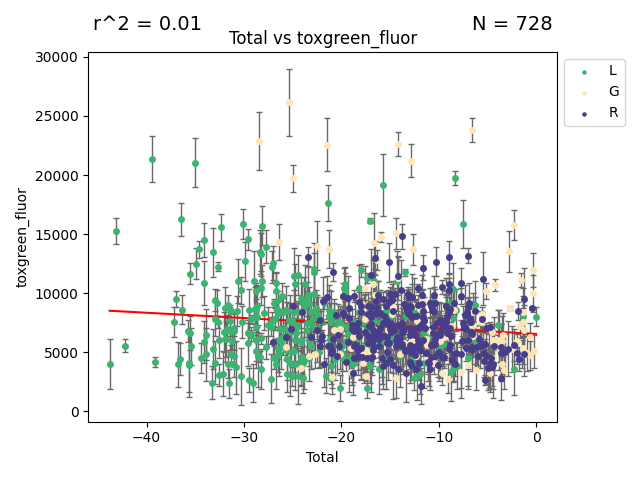 r^2 = 0.01 N = 728
Total vs toxgreen_fluor
30000
25000
20000
15000
10000
5000
0
toxgreen_fluor
−40 −30 −20 −10 0
Total
L
G
R